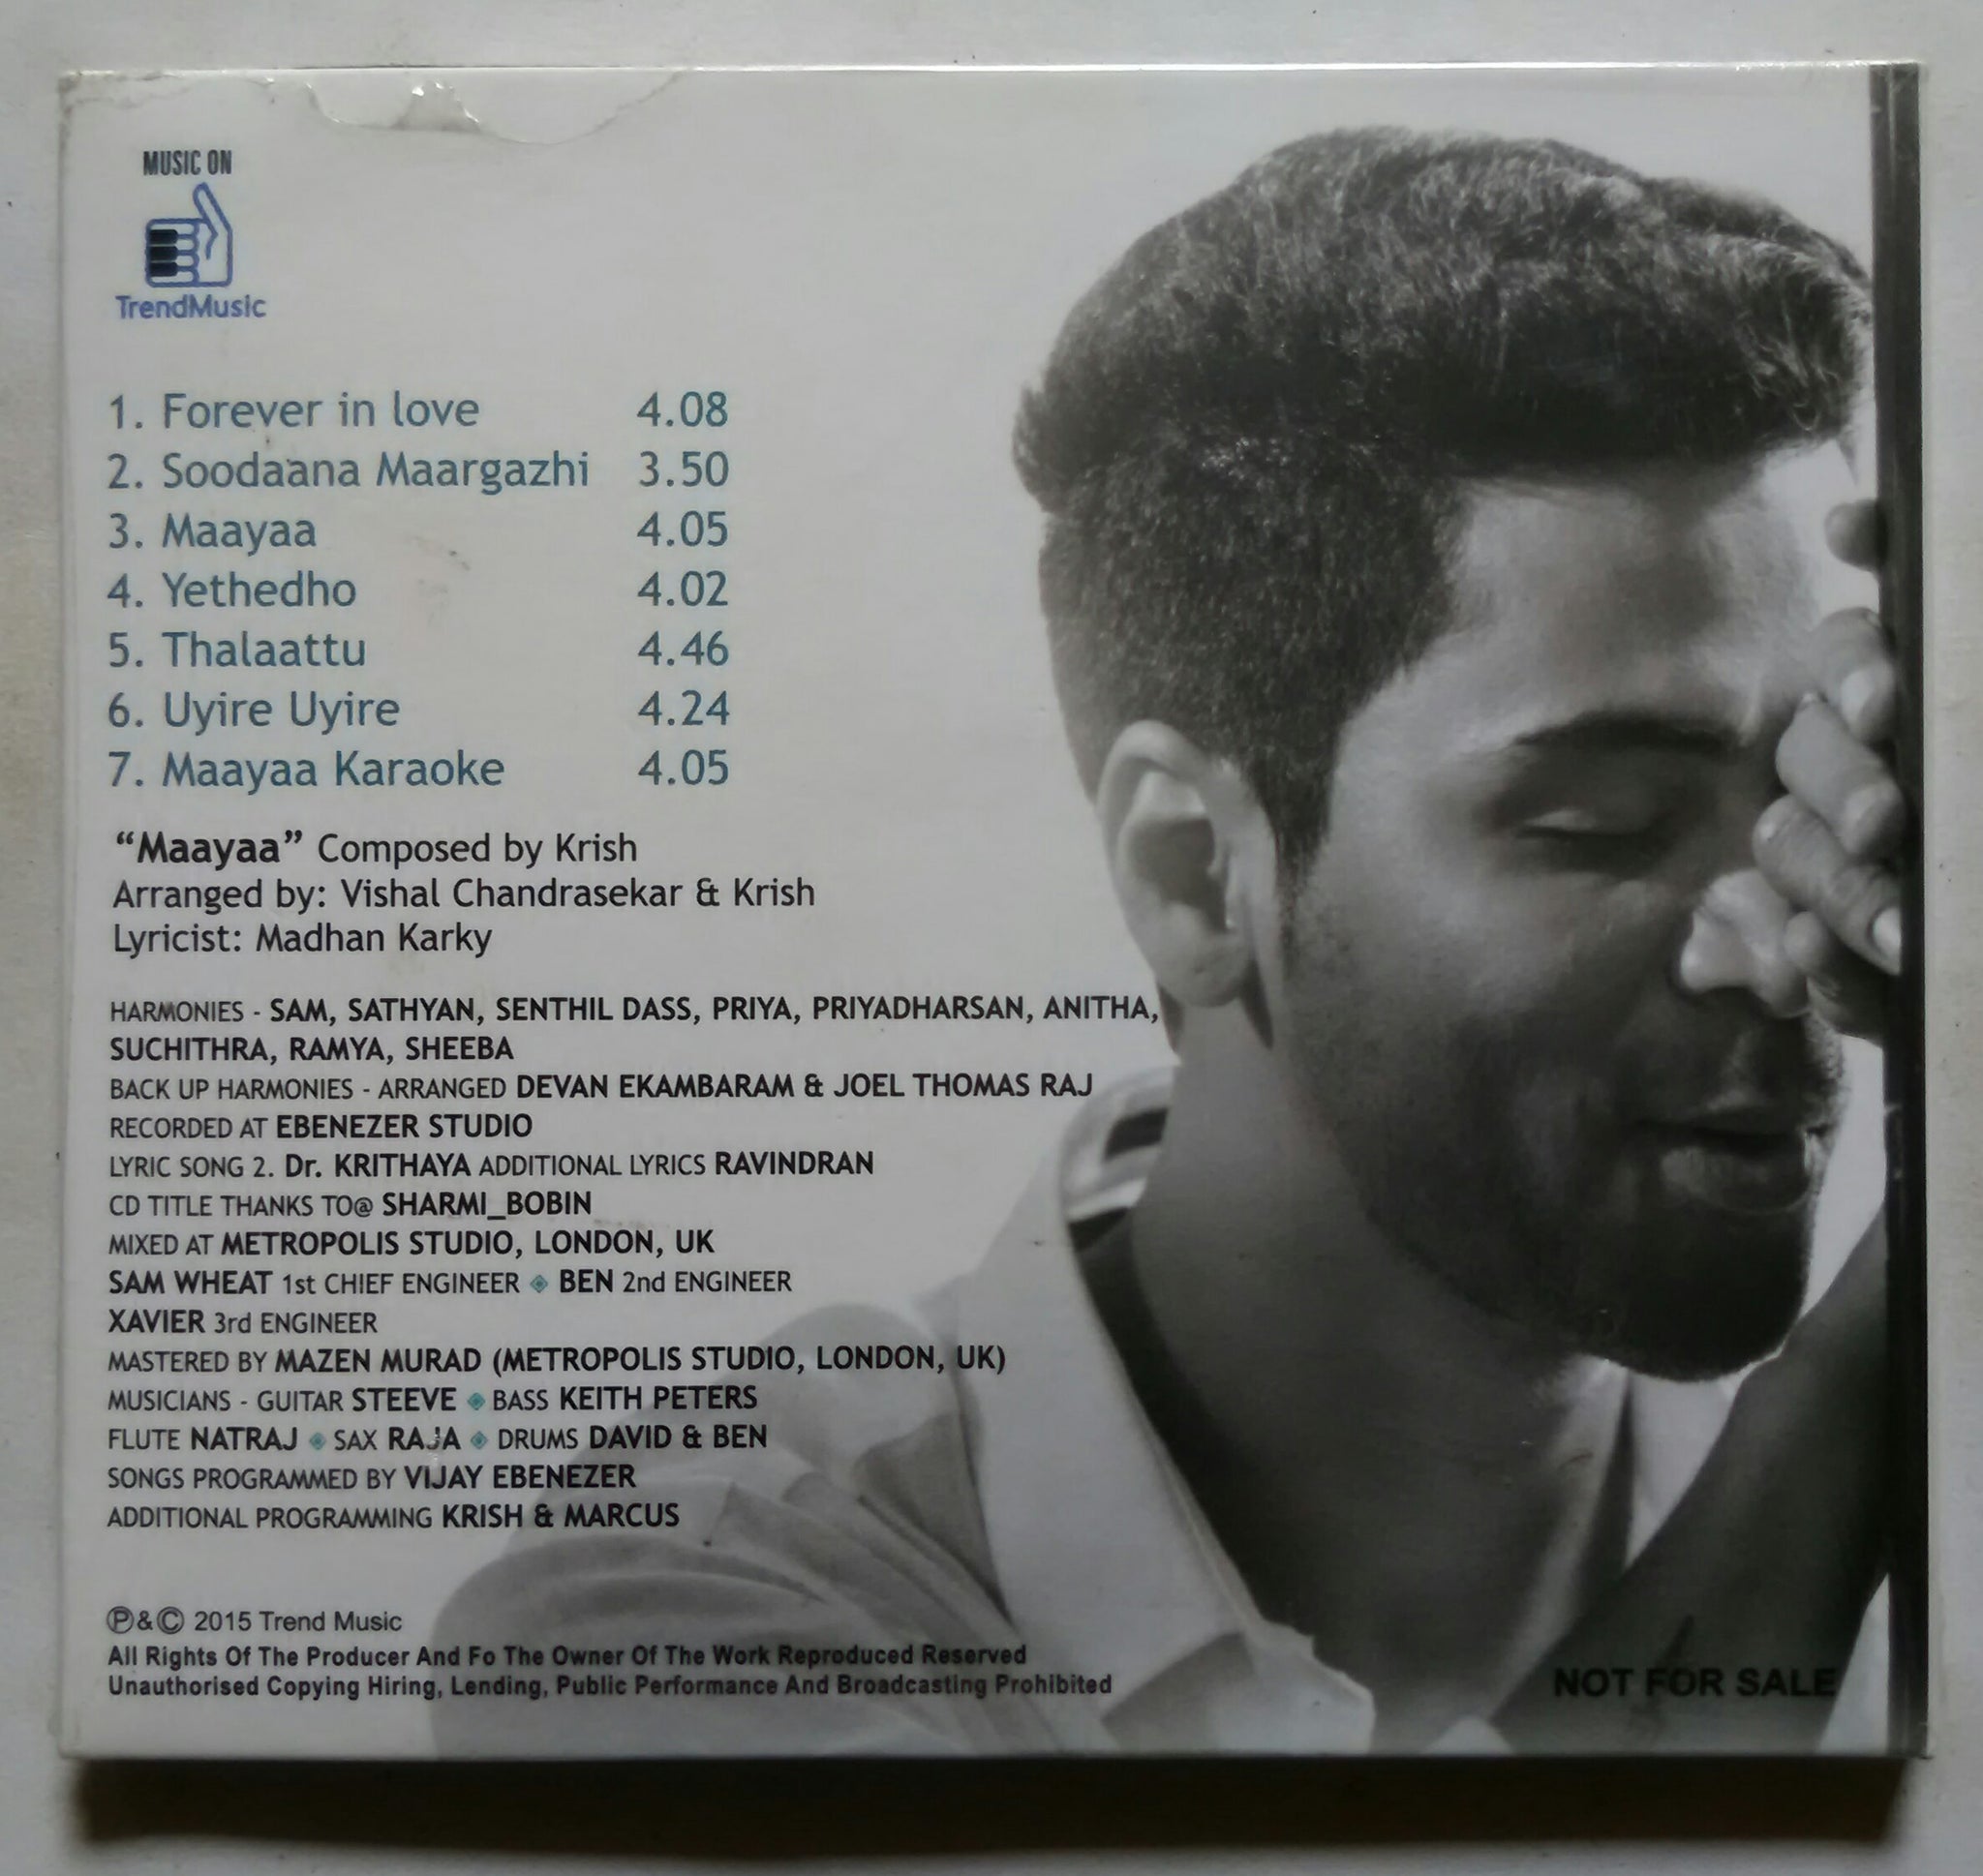 MUSIC ON
TrendMusic
1. Forever in love 4.08
2. Soodaana Maargazhi 3.50
3. Maayaa 4.05
4. Yethedho 4.02
5. Thalaattu 4.46
6. Uyire Uyire 4.24
7. Maayaa Karaoke 4.05
“Maayaa” Composed by Krish
Arranged by: Vishal Chandrasekar & Krish
Lyricist: Madhan Karky
HARMONIES - SAM, SATHYAN, SENTHIL DASS, PRIYA, PRIYADHARSAN, ANITHA,
SUCHITHRA, RAMYA, SHEEBA
BACK UP HARMONIES - ARRANGED DEVAN EKAMBARAM & JOEL THOMAS RAJ
RECORDED AT EBENEZER STUDIO
LYRIC SONG 2. Dr. KRITHAYA ADDITIONAL LYRICS RAVINDRAN
CD TITLE THANKS TO@ SHARMI_BOBIN
MIXED AT METROPOLIS STUDIO, LONDON, UK
SAM WHEAT 1st CHIEF ENGINEER ◈ BEN 2nd ENGINEER
XAVIER 3rd ENGINEER
MASTERED BY MAZEN MURAD (METROPOLIS STUDIO, LONDON, UK)
MUSICIANS - GUITAR STEEVE ◈ BASS KEITH PETERS
FLUTE NATRAJ ◈ SAX RAJA ◈ DRUMS DAVID & BEN
SONGS PROGRAMMED BY VIJAY EBENEZER
ADDITIONAL PROGRAMMING KRISH & MARCUS
℗&© 2015 Trend Music
All Rights Of The Producer And Fo The Owner Of The Work Reproduced Reserved
Unauthorised Copying Hiring, Lending, Public Performance And Broadcasting Prohibited
NOT FOR SALE